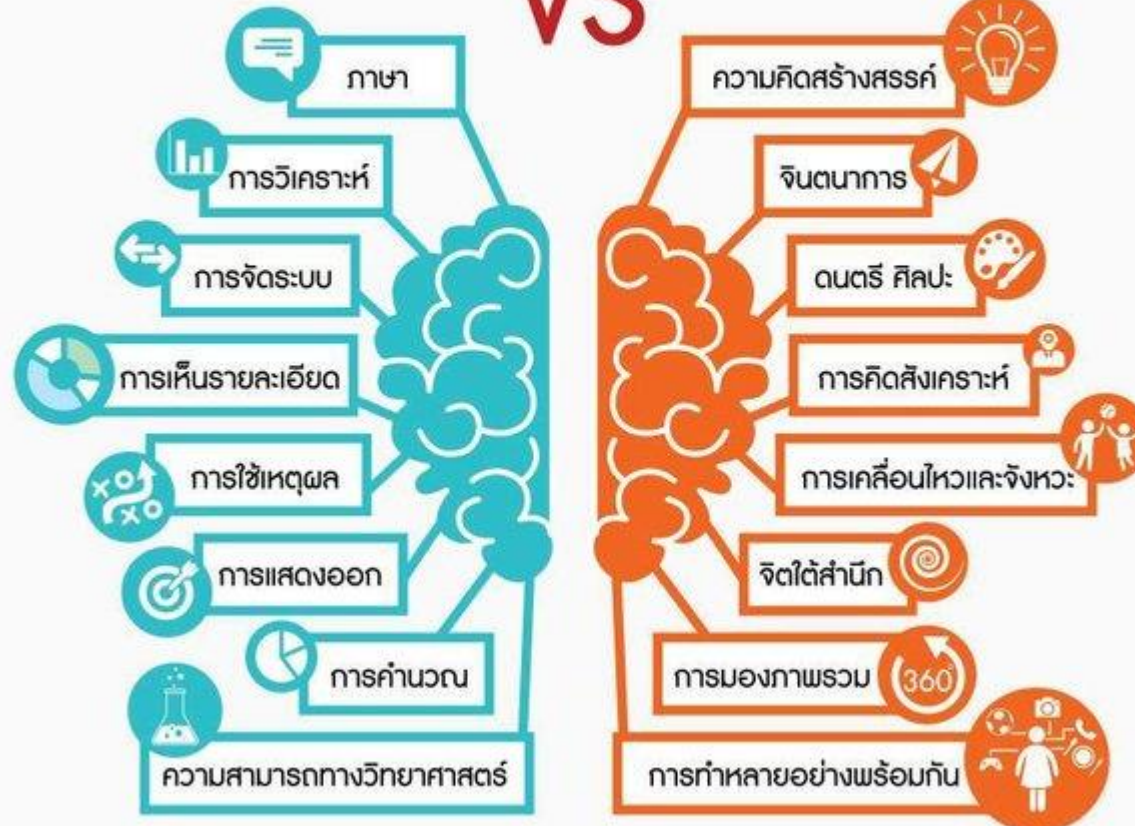 VS
ภาษา
การวิเคราะห์
การจัดระบบ
การเห็นรายละเอียด
การใช้เหตุผล
การแสดงออก
การคำนวณ
ความสามารถทางวิทยาศาสตร์
ความคิดสร้างสรรค์
จินตนาการ
ดนตรี ศิลปะ
การคิดสังเคราะห์
การเคลื่อนไหวและจังหวะ
จิตใต้สำนึก
การมองภาพรวม
360°
การทำหลายอย่างพร้อมกัน